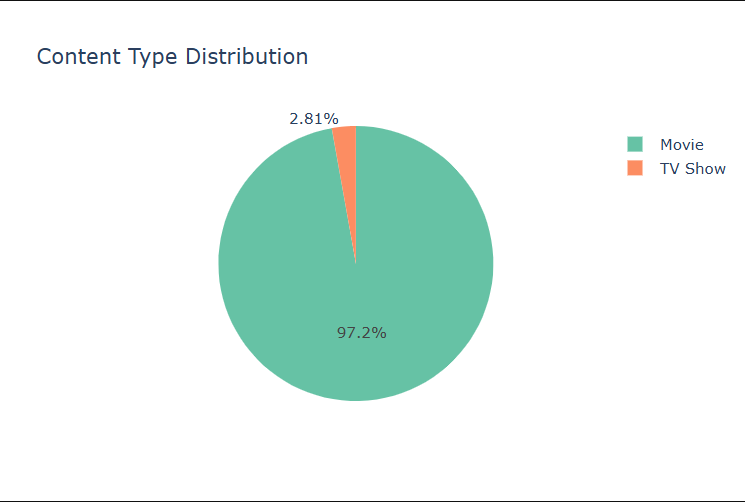 Content Type Distribution
2.81%
Movie
TV Show
97.2%